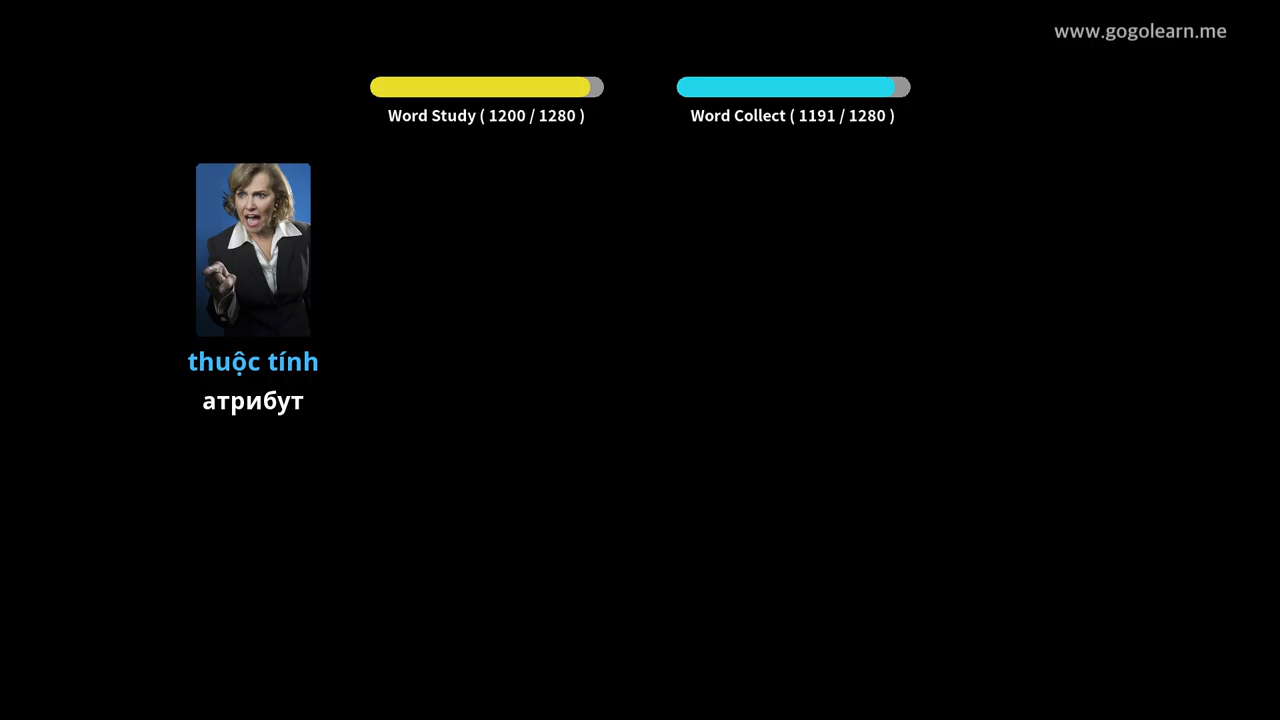 www.gogolearn.me
Word Study ( 1200 / 1280 )
Word Collect ( 1191 / 1280 )
thuộc tính
атрибут